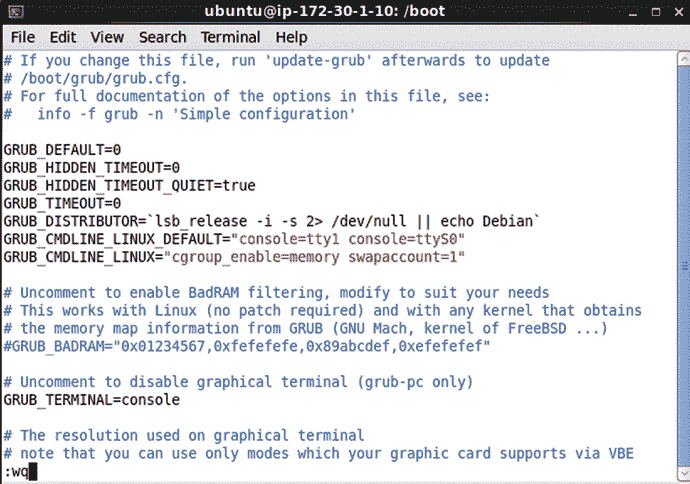 ubuntu@ip-172-30-1-10: /boot
File Edit View Search Terminal Help
# If you change this file, run 'update-grub' afterwards to update
# /boot/grub/grub.cfg.
# For full documentation of the options in this file, see:
#   info -f grub -n 'Simple configuration'
GRUB_DEFAULT=0
GRUB_HIDDEN_TIMEOUT=0
GRUB_HIDDEN_TIMEOUT_QUIET=true
GRUB_TIMEOUT=0
GRUB_DISTRIBUTOR=`lsb_release -i -s 2> /dev/null || echo Debian`
GRUB_CMDLINE_LINUX_DEFAULT="console=tty1 console=ttyS0"
GRUB_CMDLINE_LINUX="cgroup_enable=memory swapaccount=1"
# Uncomment to enable BadRAM filtering, modify to suit your needs
# This works with Linux (no patch required) and with any kernel that obtains
# the memory map information from GRUB (GNU Mach, kernel of FreeBSD ...)
#GRUB_BADRAM="0x01234567,0xfefefefe,0x89abcdef,0xefefefef"
# Uncomment to disable graphical terminal (grub-pc only)
GRUB_TERMINAL=console
# The resolution used on graphical terminal
# note that you can use only modes which your graphic card supports via VBE
:wq